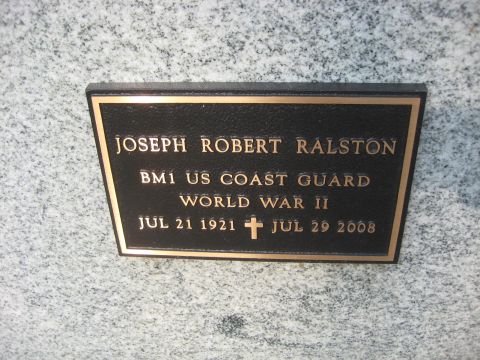 JOSEPH ROBERT RALSTON
BM1 US COAST GUARD
WORLD WAR II
JUL 21 1921 ✝ JUL 29 2008